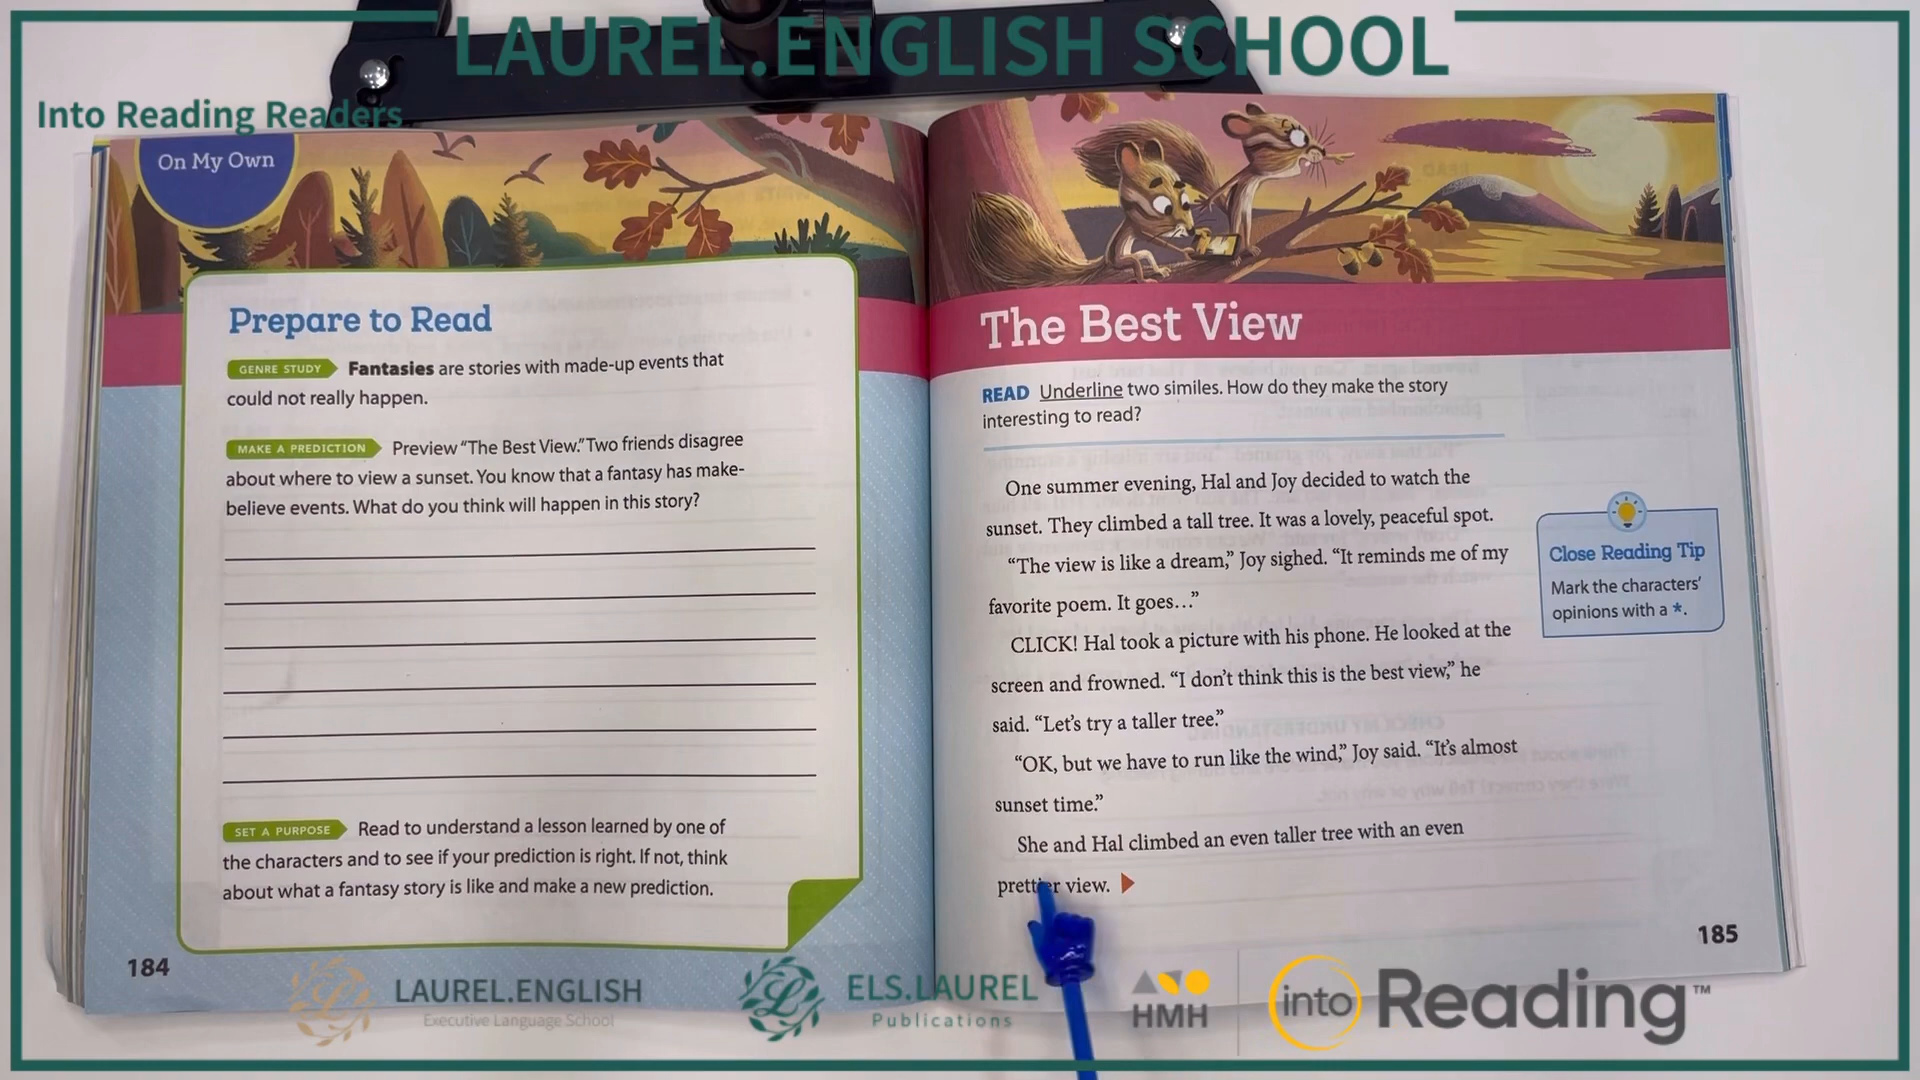 LAUREL.ENGLISH SCHOOL
Into Reading Readers
On My Own
Prepare to Read
GENRE STUDY Fantasies are stories with made-up events that
could not really happen.
MAKE A PREDICTION Preview “The Best View.” Two friends disagree
about where to view a sunset. You know that a fantasy has make-
believe events. What do you think will happen in this story?
SET A PURPOSE Read to understand a lesson learned by one of
the characters and to see if your prediction is right. If not, think
about what a fantasy story is like and make a new prediction.
184
The Best View
READ Underline two similes. How do they make the story
interesting to read?
One summer evening, Hal and Joy decided to watch the
sunset. They climbed a tall tree. It was a lovely, peaceful spot.
“The view is like a dream,” Joy sighed. “It reminds me of my
favorite poem. It goes…”
CLICK! Hal took a picture with his phone. He looked at the
screen and frowned. “I don’t think this is the best view,” he
said. “Let’s try a taller tree.”
“OK, but we have to run like the wind,” Joy said. “It’s almost
sunset time.”
She and Hal climbed an even taller tree with an even
prettier view.
Close Reading Tip
Mark the characters’
opinions with a *.
185
LAUREL.ENGLISH
Executive Language School
ELS.LAUREL
Publications
HMH
into Reading™